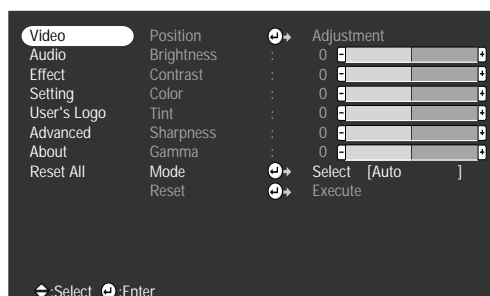 Video Position Adjustment
Audio Brightness : 0 - +
Effect Contrast : 0 - +
Setting Color : 0 - +
User's Logo Tint : 0 - +
Advanced Sharpness : 0 - +
About Gamma : 0 - +
Reset All Mode Select [Auto ]
Reset Execute
:Select :Enter